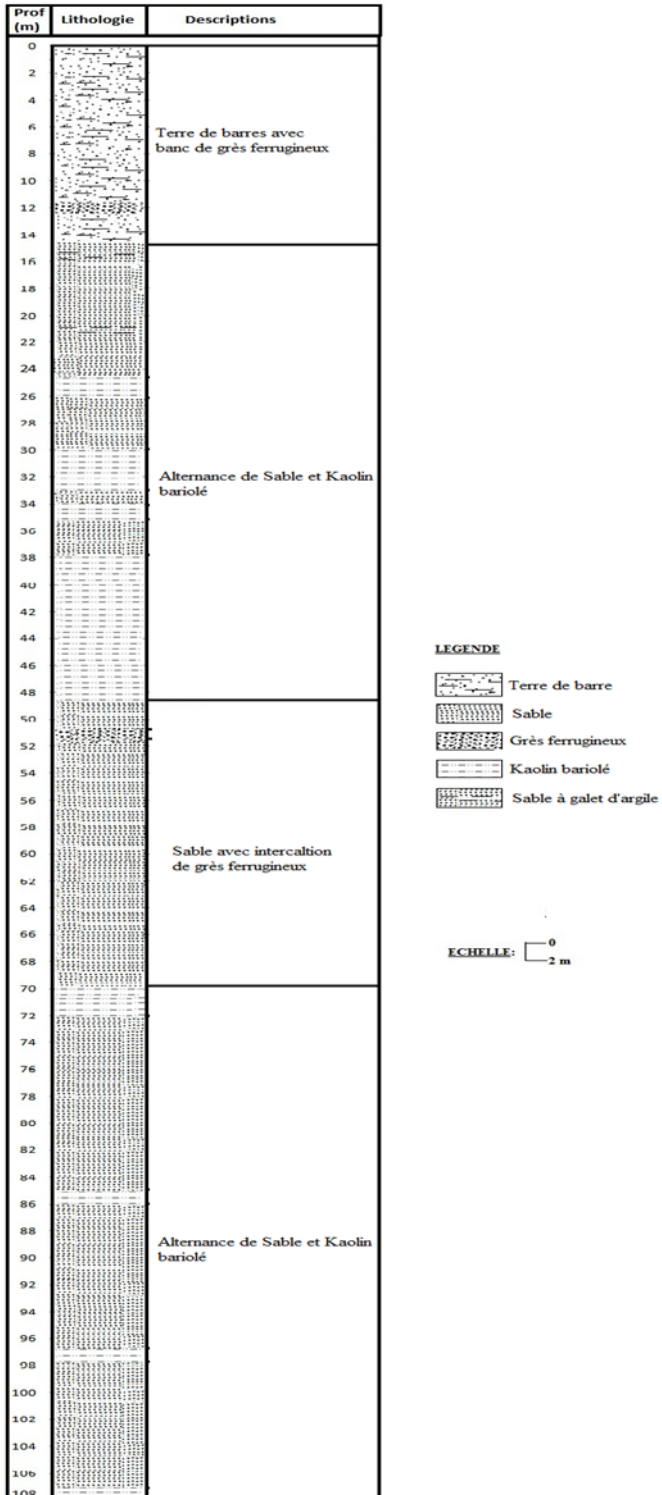 Prof
(m)
Lithologie
Descriptions
0
2
4
6
8
10
12
14
16
18
20
22
24
26
28
30
32
34
36
38
40
42
44
46
48
50
52
54
56
58
60
62
64
66
68
70
72
74
76
78
80
82
84
86
88
90
92
94
96
98
100
102
104
106
108
Terre de barres avec
banc de grès ferrugineux
Alternance de Sable et Kaolin
bariolé
Sable avec intercaltion
de grès ferrugineux
Alternance de Sable et Kaolin
bariolé
LEGENDE
Terre de barre
Sable
Grès ferrugineux
Kaolin bariolé
Sable à galet d'argile
ECHELLE:
0
2 m